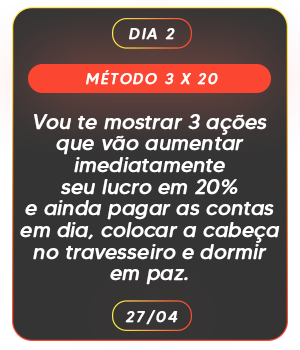 DIA 2
MÉTODO 3 X 20
Vou te mostrar 3 ações
que vão aumentar
imediatamente
seu lucro em 20%
e ainda pagar as contas
em dia, colocar a cabeça
no travesseiro e dormir
em paz.
27/04